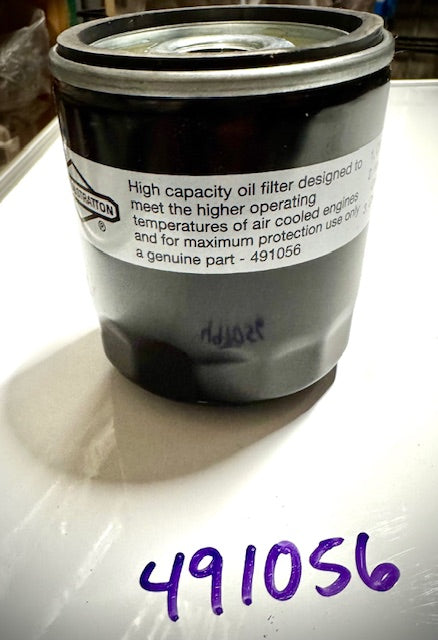 STRATTON
®
High capacity oil filter designed to
meet the higher operating
temperatures of air cooled engines
and for maximum protection use only
a genuine part - 491056
491056